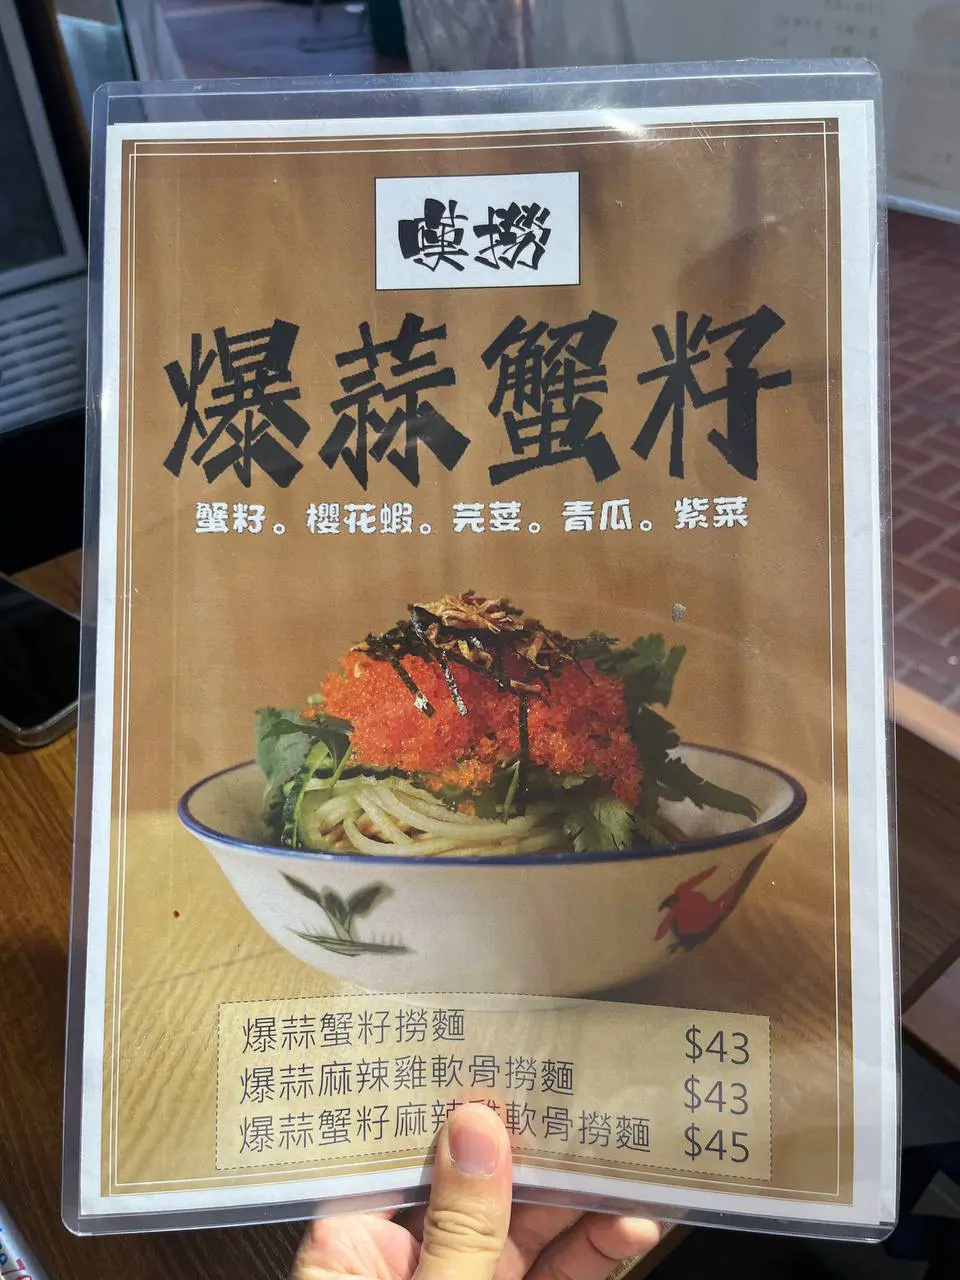 嘆撈
爆蒜蟹籽
蟹籽。櫻花蝦。芫荽。青瓜。紫菜
爆蒜蟹籽撈麵 $43
爆蒜麻辣雞軟骨撈麵 $43
爆蒜蟹籽麻辣雞軟骨撈麵 $45